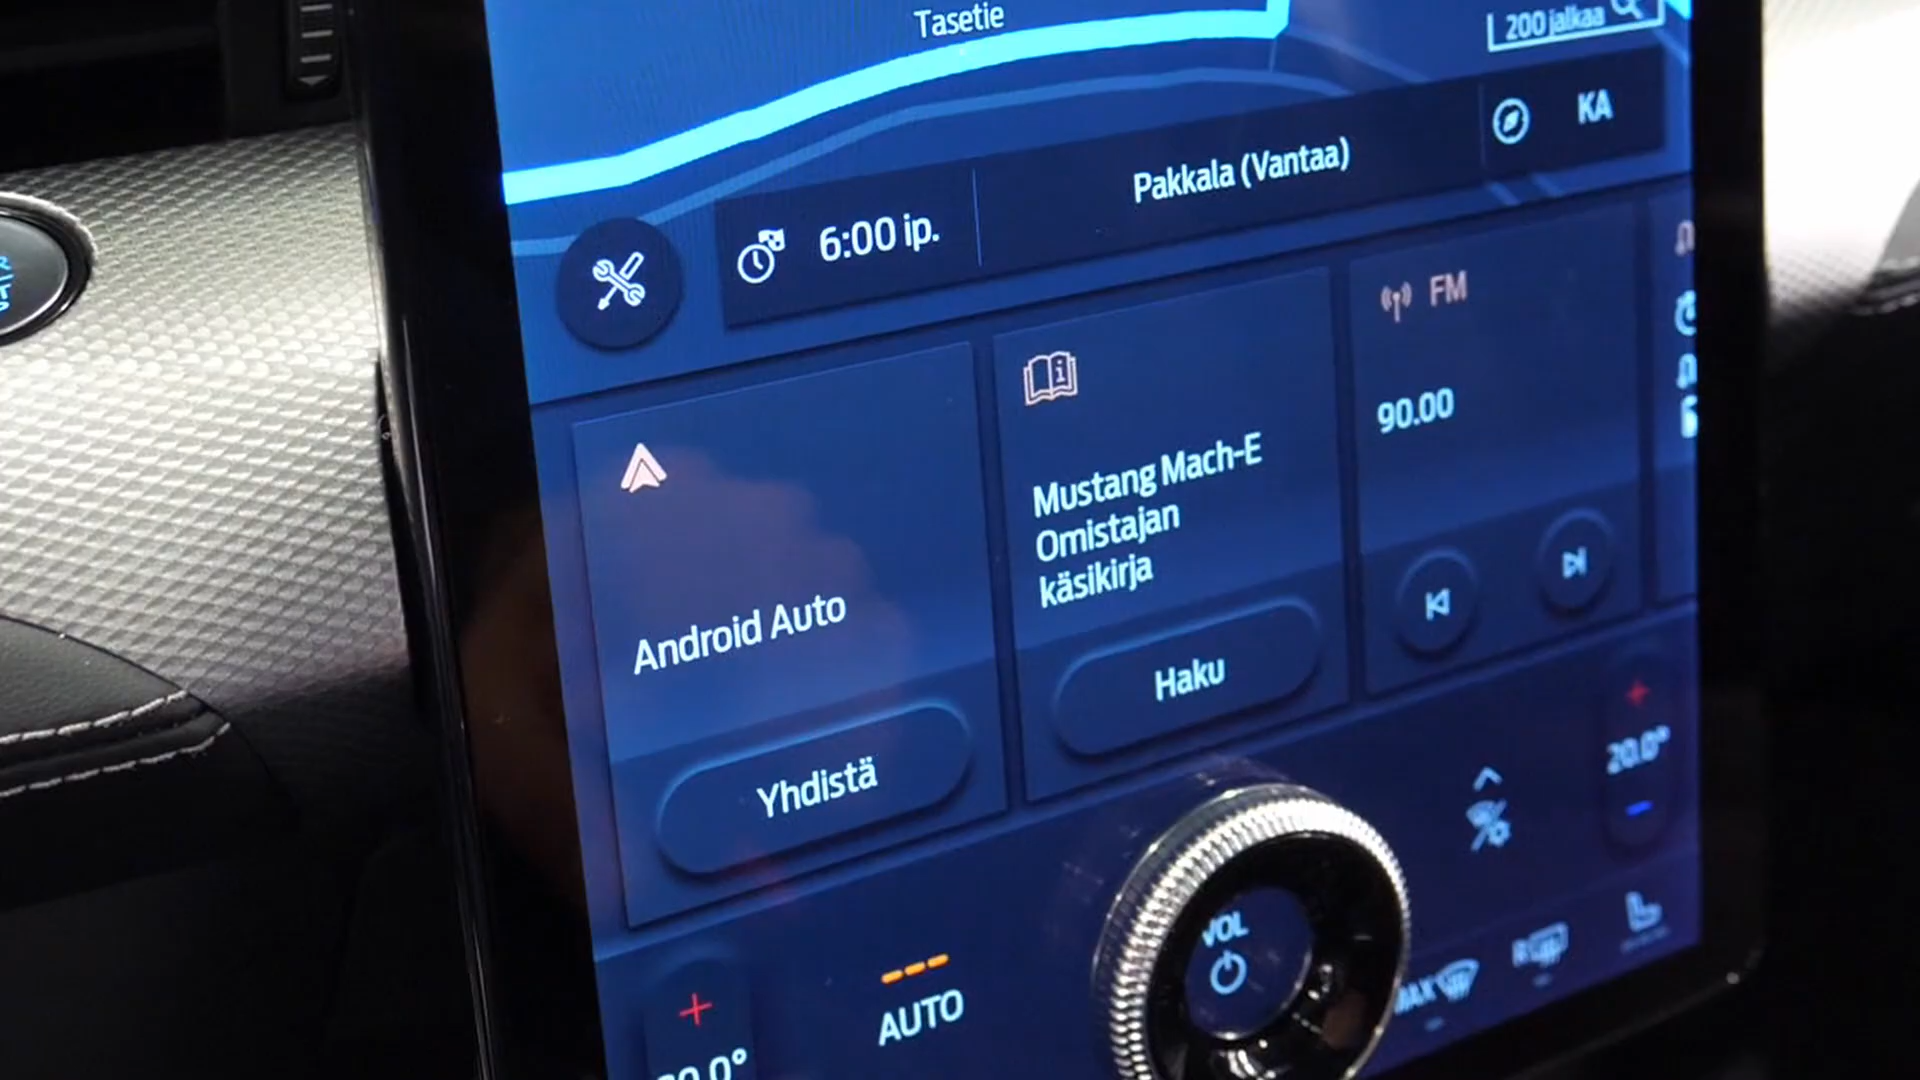 Tasetie
200 jalkaa
6:00 ip.
Pakkala (Vantaa)
KA
Android Auto
Yhdistä
Mustang Mach-E
Omistajan
käsikirja
Haku
FM
90.00
20.0°
VOL
AUTO
MAX
R